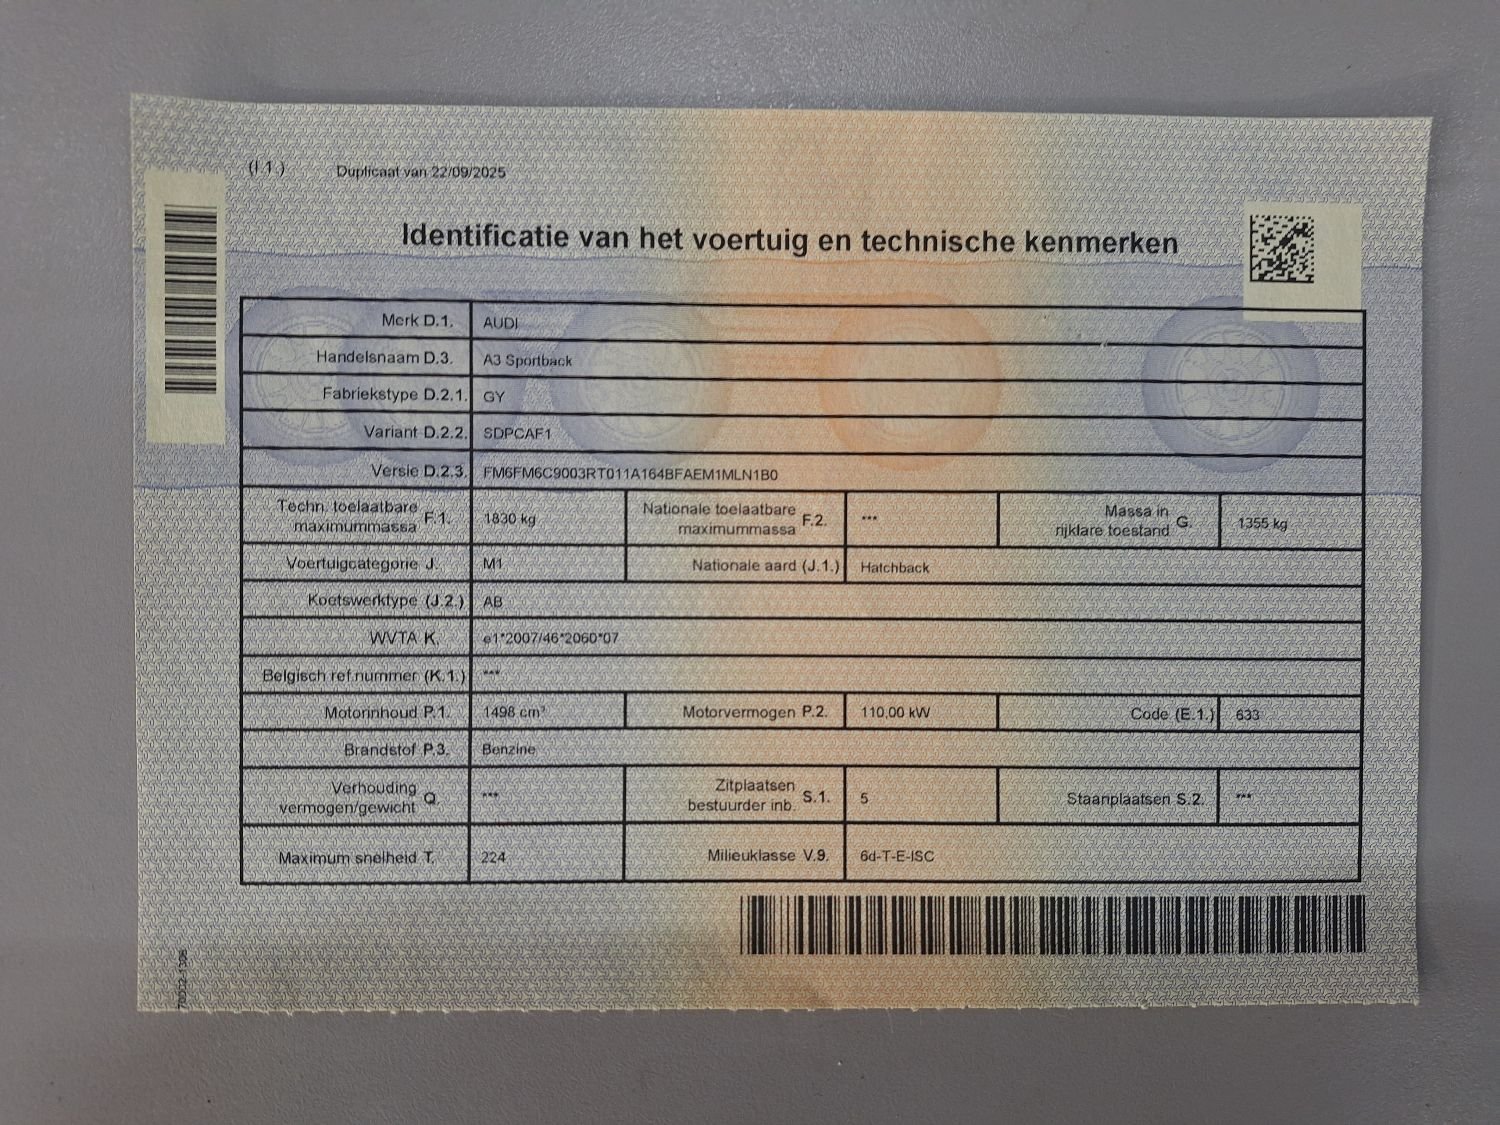 (I.1.) Duplicaat van 22/09/2025
Identificatie van het voertuig en technische kenmerken
Merk D.1. AUDI
Handelsnaam D.3. A3 Sportback
Fabriekstype D.2.1. GY
Variant D.2.2. SDPCAF1
Versie D.2.3. FM6FM6C9003RT011A164BFAEM1MLN1B0
Techn. toelaatbare maximummassa F.1. 1830 kg Nationale toelaatbare maximummassa F.2. *** Massa in rijklare toestand G. 1355 kg
Voertuigcategorie J. M1 Nationale aard (J.1.) Hatchback
Koetswerktype (J.2.) AB
WVTA K. e1*2007/46*2060*07
Belgisch ref.nummer (K.1.) ***
Motorinhoud P.1. 1498 cm³ Motorvermogen P.2. 110,00 kW Code (E.1.) 633
Brandstof P.3. Benzine
Verhouding vermogen/gewicht Q. *** Zitplaatsen bestuurder inb. S.1. 5 Staanplaatsen S.2. ***
Maximum snelheid T. 224 Milieuklasse V.9. 6d-T-E-ISC